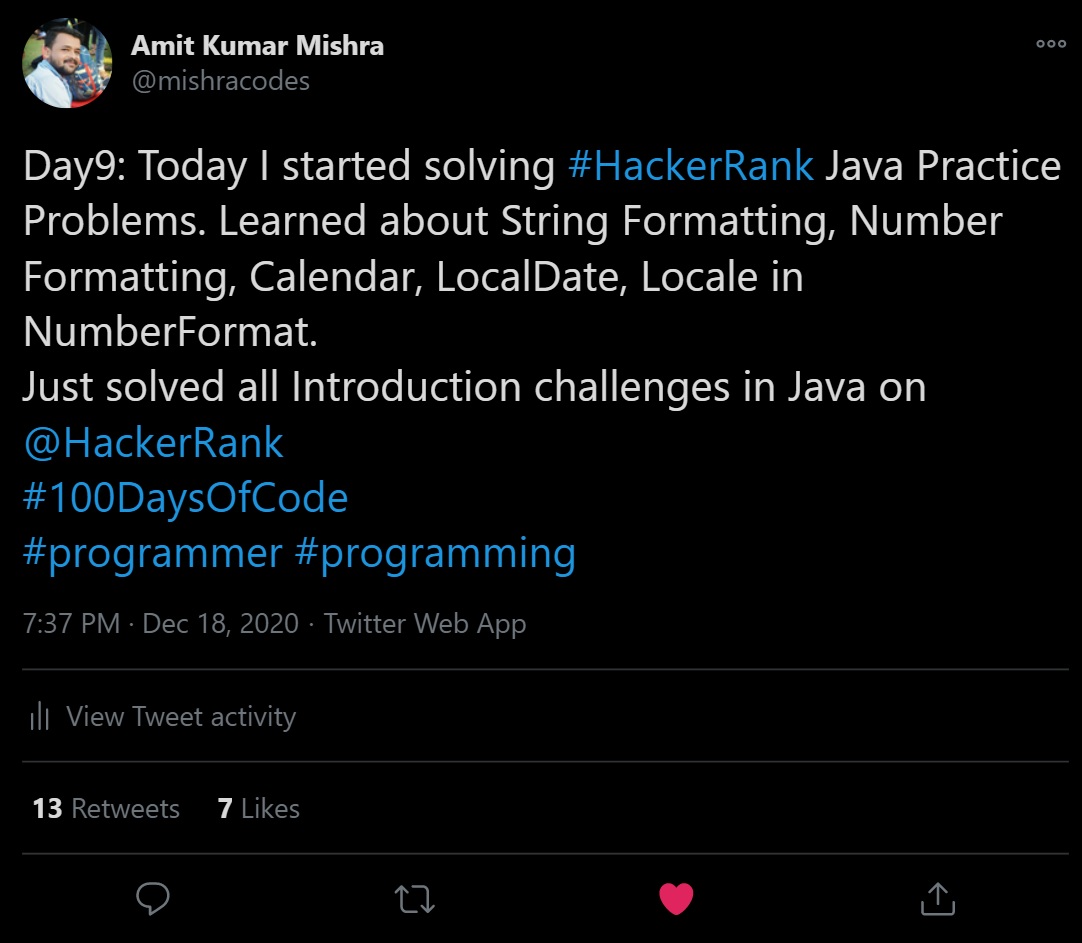 Amit Kumar Mishra
@mishracodes
Day9: Today I started solving #HackerRank Java Practice
Problems. Learned about String Formatting, Number
Formatting, Calendar, LocalDate, Locale in
NumberFormat.
Just solved all Introduction challenges in Java on
@HackerRank
#100DaysOfCode
#programmer #programming
7:37 PM · Dec 18, 2020 · Twitter Web App
View Tweet activity
13 Retweets 7 Likes